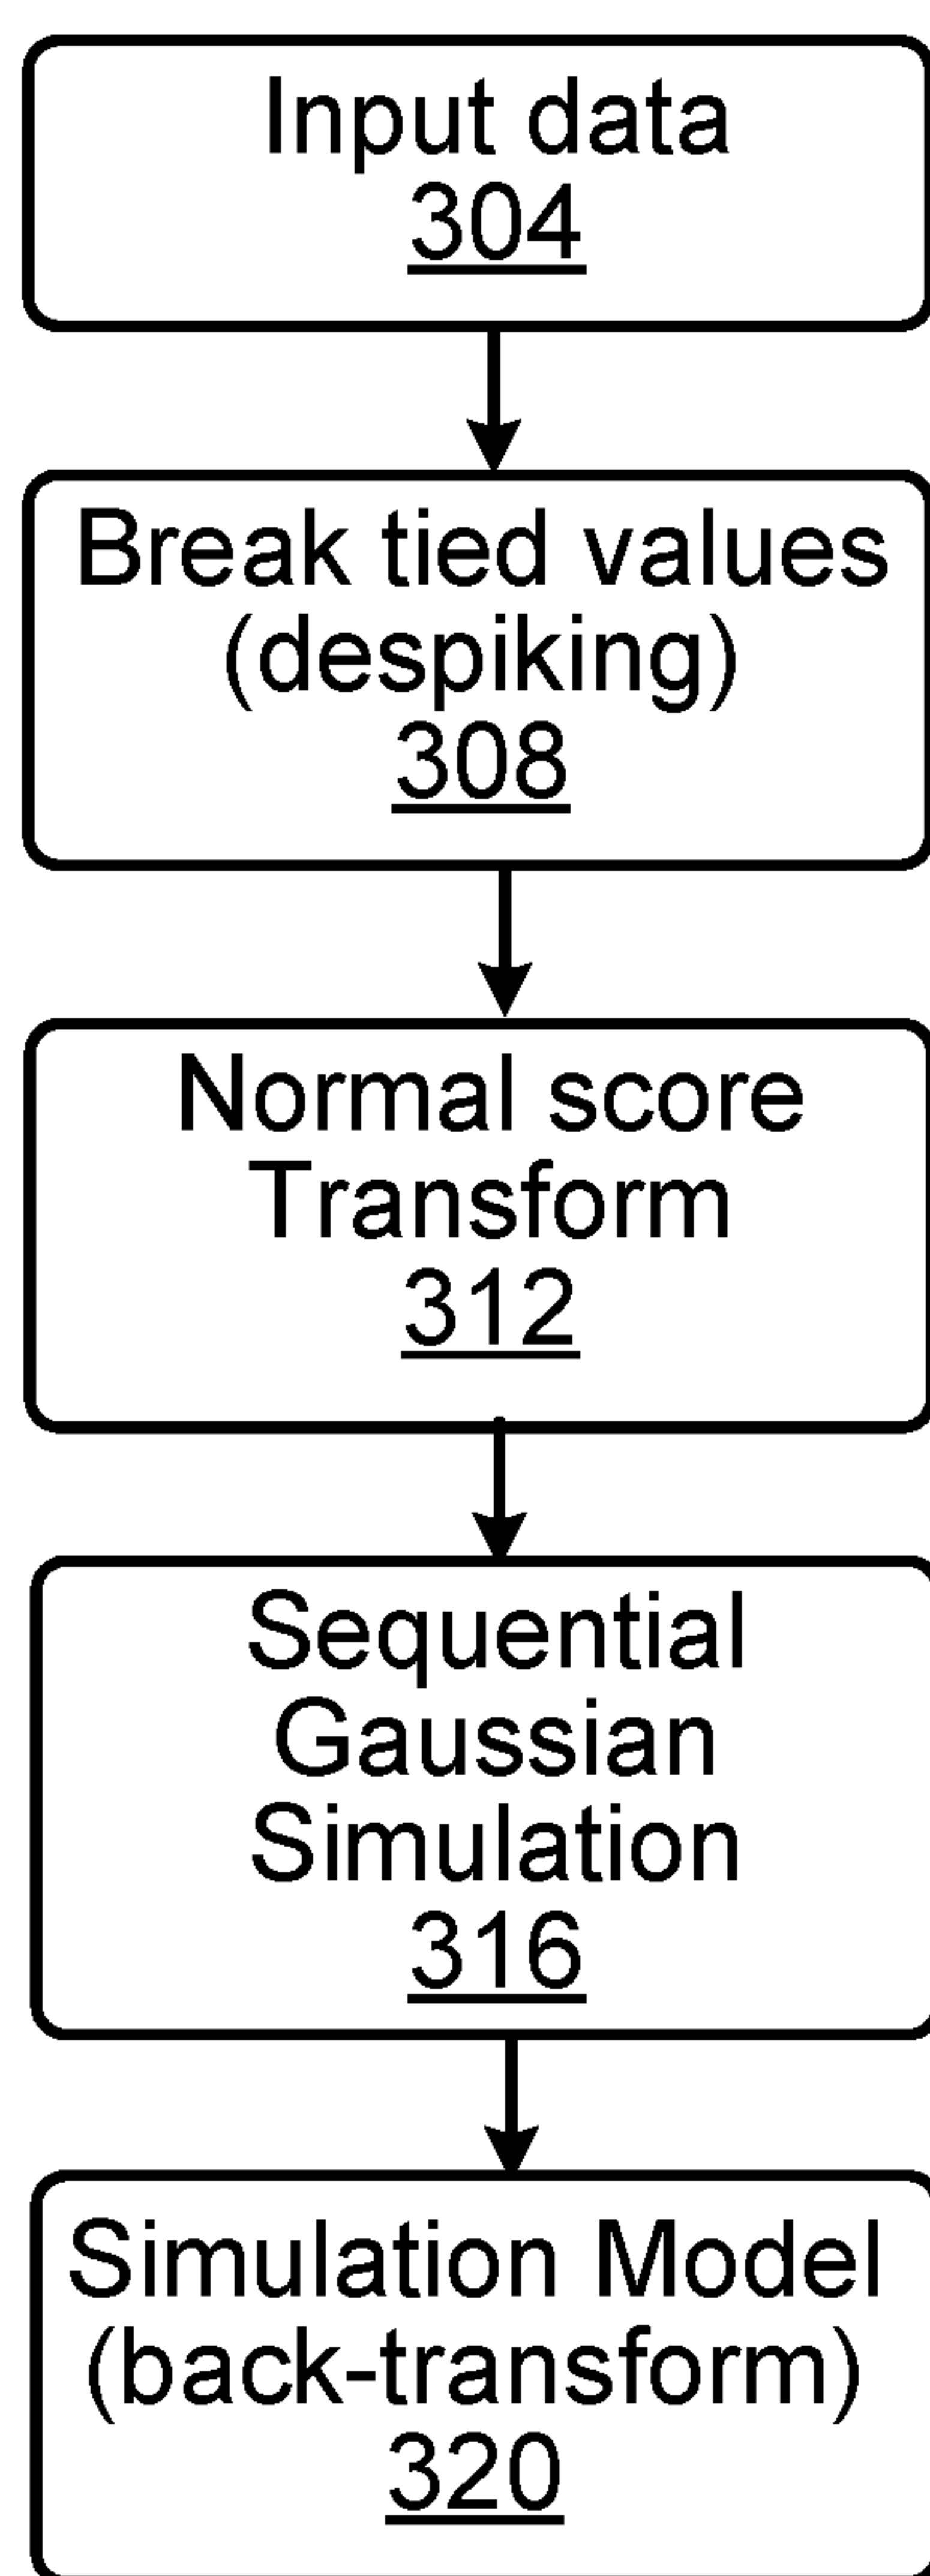 Input data
304
Break tied values
(despiking)
308
Normal score
Transform
312
Sequential
Gaussian
Simulation
316
Simulation Model
(back-transform)
320